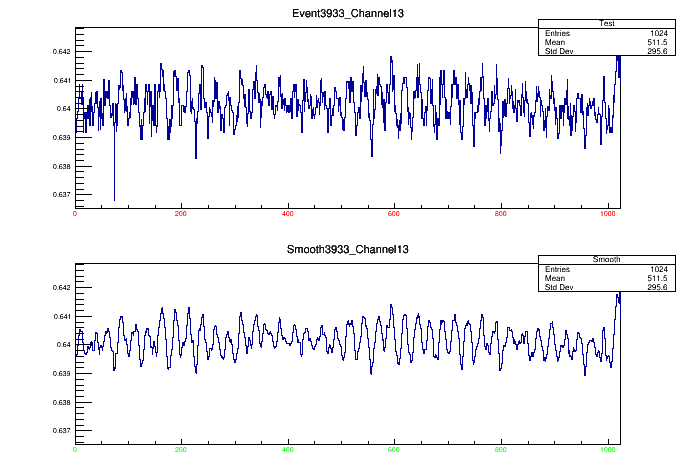 Event3933_Channel13
Test
Entries 1024
Mean 511.5
Std Dev 295.6
0.642
0.641
0.64
0.639
0.638
0.637
0 200 400 600 800 1000
Smooth3933_Channel13
Smooth
Entries 1024
Mean 511.5
Std Dev 295.6
0.642
0.641
0.64
0.639
0.638
0.637
0 200 400 600 800 1000